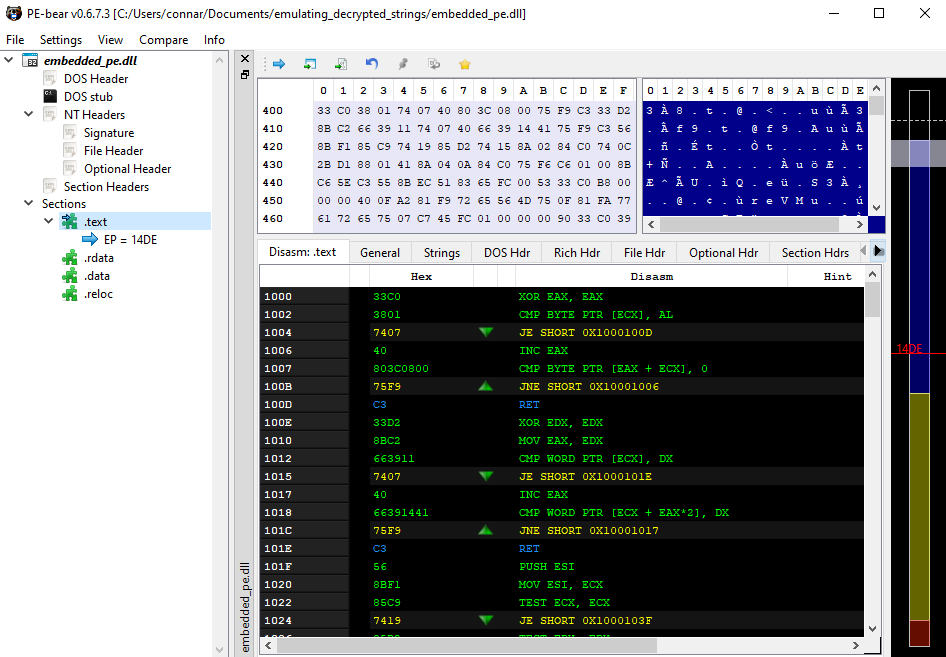 PE-bear v0.6.7.3 [C:/Users/connar/Documents/emulating_decrypted_strings/embedded_pe.dll]
File Settings View Compare Info
embedded_pe.dll
DOS Header
DOS stub
NT Headers
Signature
File Header
Optional Header
Section Headers
Sections
.text
EP = 14DE
.rdata
.data
.reloc
embedded_pe.dll
0 1 2 3 4 5 6 7 8 9 A B C D E F
400 33 C0 38 01 74 07 40 80 3C 08 00 75 F9 C3 33 D2
410 8B C2 66 39 11 74 07 40 66 39 14 41 75 F9 C3 56
420 8B F1 85 C9 74 19 85 D2 74 15 8A 02 84 C0 74 0C
430 2B D1 88 01 41 8A 04 0A 84 C0 75 F6 C6 01 00 8B
440 C6 5E C3 55 8B EC 51 83 65 FC 00 53 33 C0 B8 00
450 00 00 40 0F A2 81 F9 72 65 56 4D 75 0F 81 FA 77
460 61 72 65 75 07 C7 45 FC 01 00 00 00 90 33 C0 39
0 1 2 3 4 5 6 7 8 9 A B C D E
3 À 8 . t . @ . < . . u ù Ã 3
. Â f 9 . t . @ f 9 . A u ù Ã
. ñ . É t . . Ò t . . . . À t
+ Ñ . . A . . . . À u ö Æ . .
Æ ^ Ã U . ì Q . e ü . S 3 À ¸
. . @ . ¢ . ù r e V M u . . ú
Disasm: .text General Strings DOS Hdr Rich Hdr File Hdr Optional Hdr Section Hdrs
Hex Disasm Hint
1000 33C0 XOR EAX, EAX
1002 3801 CMP BYTE PTR [ECX], AL
1004 7407 JE SHORT 0X1000100D
1006 40 INC EAX
1007 803C0800 CMP BYTE PTR [EAX + ECX], 0
100B 75F9 JNE SHORT 0X10001006
100D C3 RET
100E 33D2 XOR EDX, EDX
1010 8BC2 MOV EAX, EDX
1012 663911 CMP WORD PTR [ECX], DX
1015 7407 JE SHORT 0X1000101E
1017 40 INC EAX
1018 66391441 CMP WORD PTR [ECX + EAX*2], DX
101C 75F9 JNE SHORT 0X10001017
101E C3 RET
101F 56 PUSH ESI
1020 8BF1 MOV ESI, ECX
1022 85C9 TEST ECX, ECX
1024 7419 JE SHORT 0X1000103F
14DE